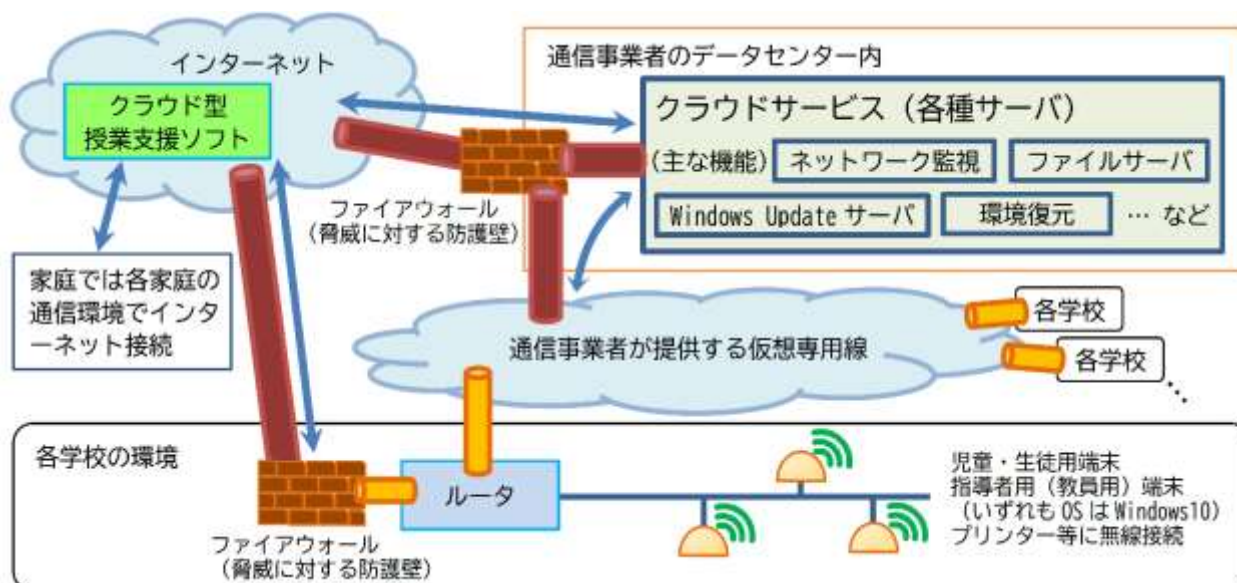 インターネット
クラウド型
授業支援ソフト
通信事業者のデータセンター内
クラウドサービス（各種サーバ）
（主な機能）
ネットワーク監視
ファイルサーバ
Windows Update サーバ
環境復元
… など
ファイアウォール
（脅威に対する防護壁）
家庭では各家庭の
通信環境でインタ
ーネット接続
通信事業者が提供する仮想専用線
各学校
各学校
各学校の環境
ルータ
ファイアウォール
（脅威に対する防護壁）
児童・生徒用端末
指導者用（教員用）端末
（いずれも OS は Windows10）
プリンター等に無線接続